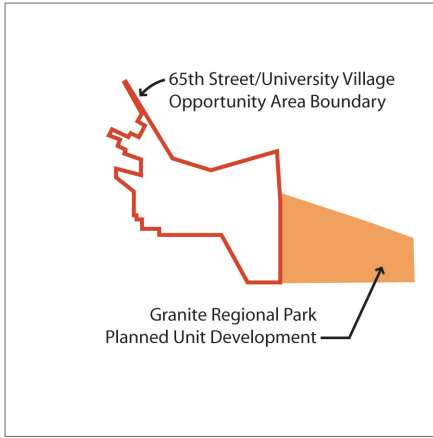 65th Street/University Village
Opportunity Area Boundary
Granite Regional Park
Planned Unit Development